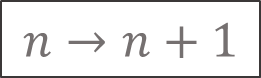 n → n + 1